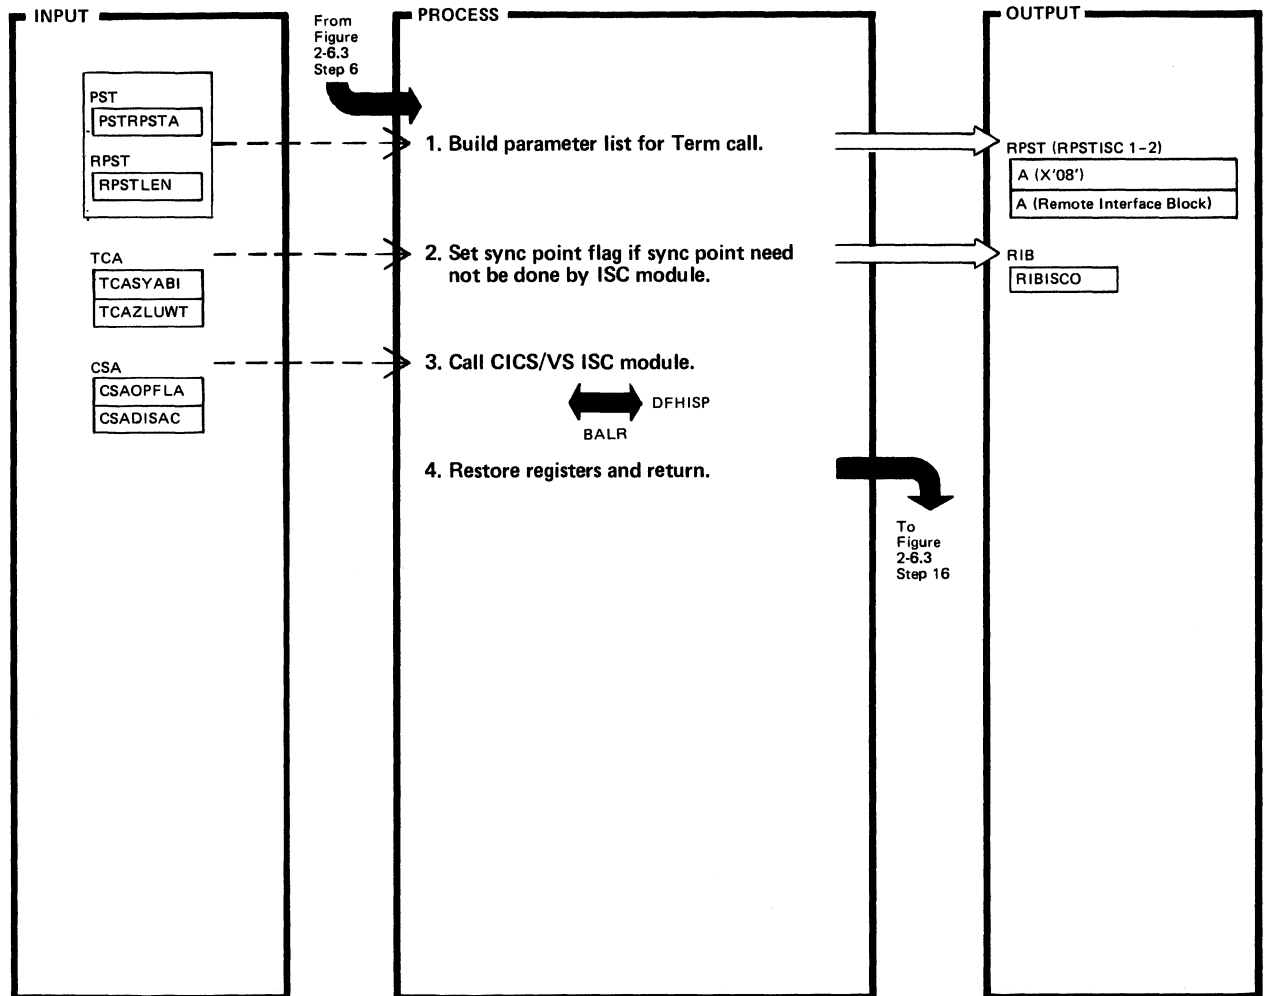 INPUT
From
Figure
2-6.3
Step 6
PROCESS
OUTPUT
PST
PSTRPSTA
RPST
RPSTLEN
1. Build parameter list for Term call.
RPST (RPSTISC 1-2)
A (X'08')
A (Remote Interface Block)
TCA
TCASYABI
TCAZLUWT
2. Set sync point flag if sync point need
not be done by ISC module.
RIB
RIBISCO
CSA
CSAOPFLA
CSADISAC
3. Call CICS/VS ISC module.
DFHISP
BALR
4. Restore registers and return.
To
Figure
2-6.3
Step 16